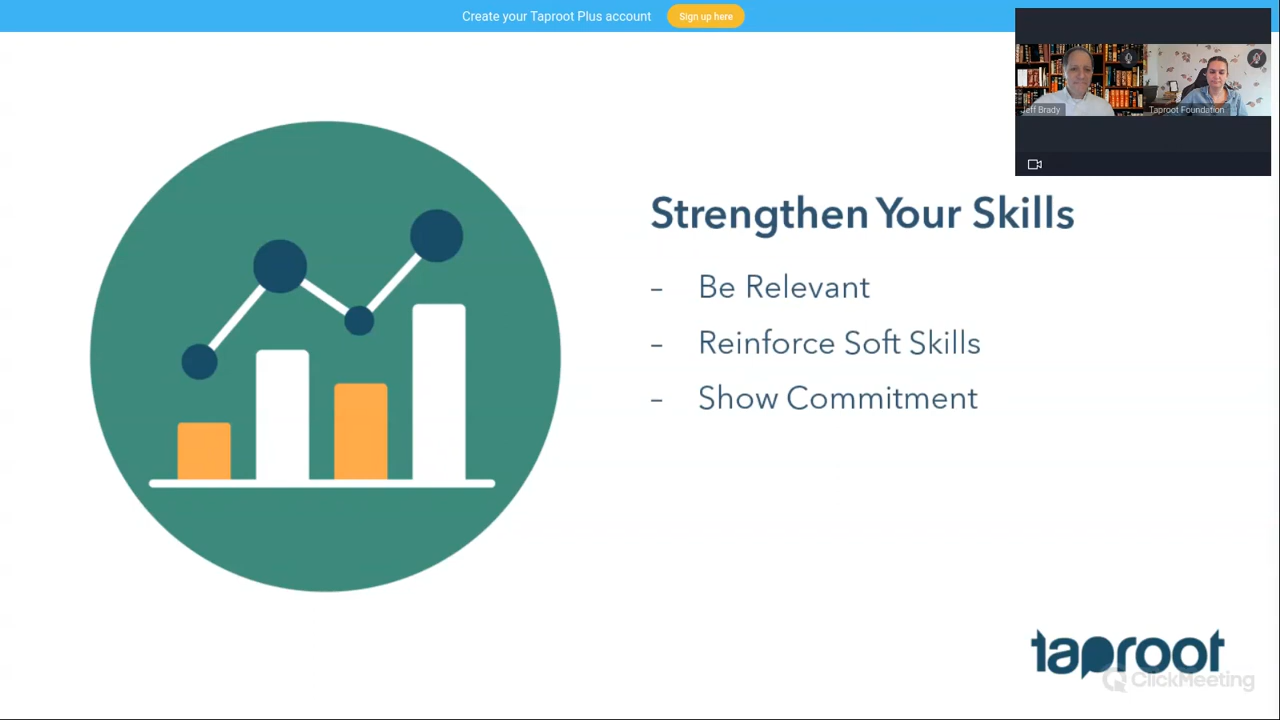 Create your Taproot Plus account Sign up here
Jeff Brady Taproot Foundation
Strengthen Your Skills
- Be Relevant
- Reinforce Soft Skills
- Show Commitment
taproot
ClickMeeting